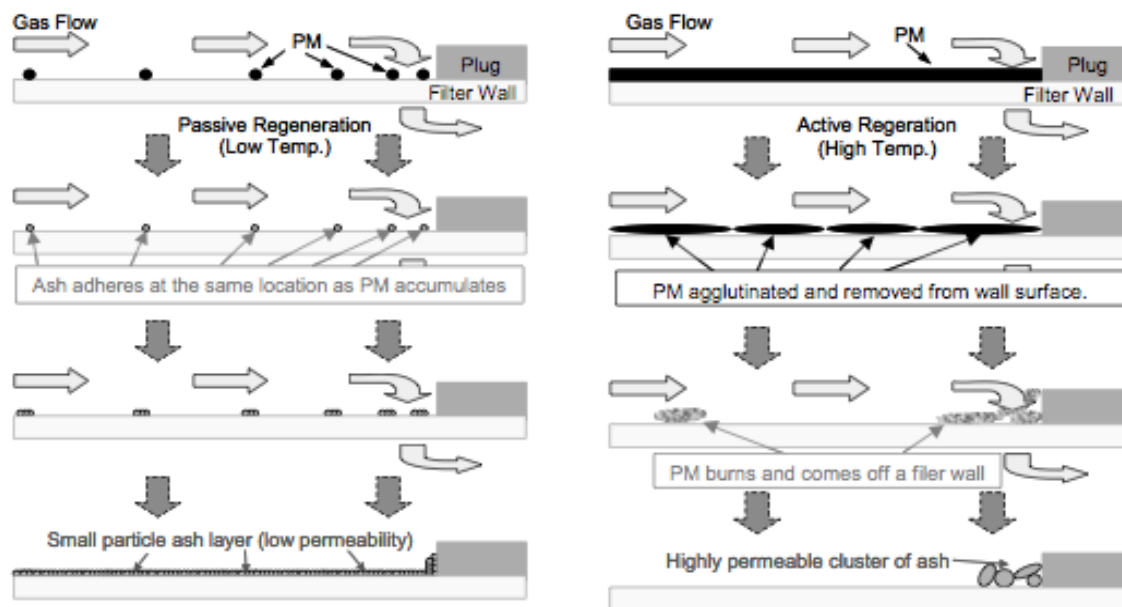 Gas Flow
PM
Plug
Filter Wall
Passive Regeneration
(Low Temp.)
Ash adheres at the same location as PM accumulates
Small particle ash layer (low permeability)
Gas Flow
PM
Plug
Filter Wall
Active Regeration
(High Temp.)
PM agglutinated and removed from wall surface.
PM burns and comes off a filer wall
Highly permeable cluster of ash